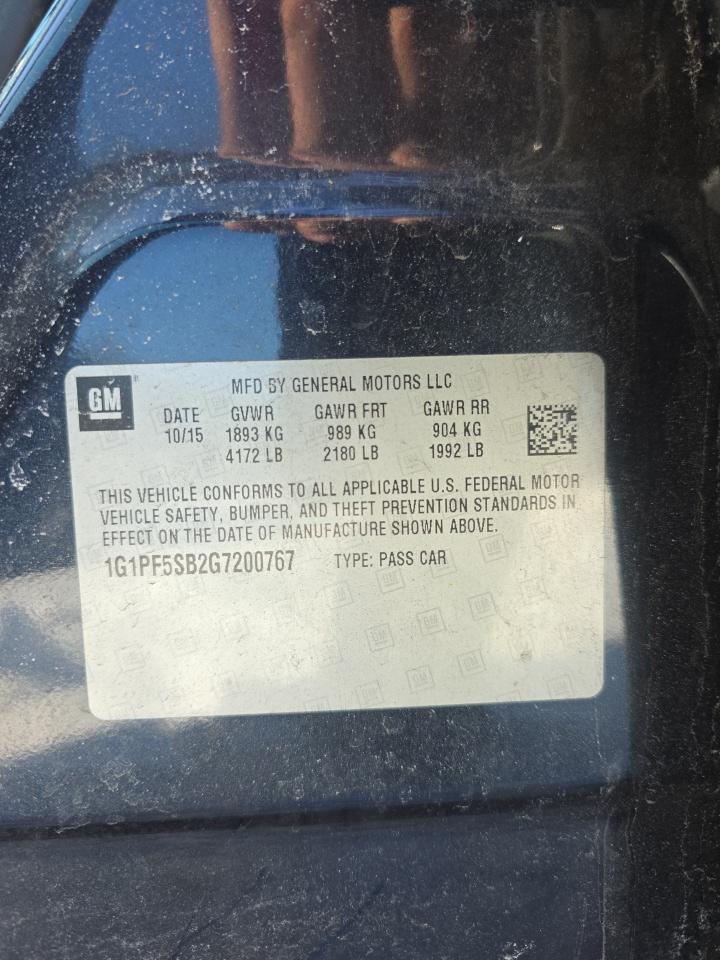 GM
MFD BY GENERAL MOTORS LLC
DATE GVWR GAWR FRT GAWR RR
10/15 1893 KG 989 KG 904 KG
4172 LB 2180 LB 1992 LB
THIS VEHICLE CONFORMS TO ALL APPLICABLE U.S. FEDERAL MOTOR
VEHICLE SAFETY, BUMPER, AND THEFT PREVENTION STANDARDS IN
EFFECT ON THE DATE OF MANUFACTURE SHOWN ABOVE.
1G1PF5SB2G7200767 TYPE: PASS CAR